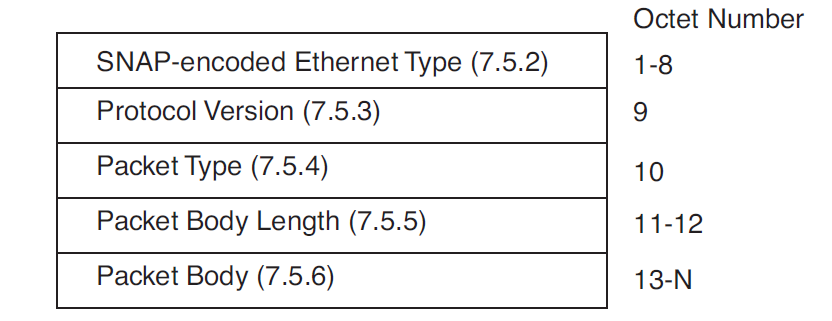 Octet Number
SNAP-encoded Ethernet Type (7.5.2) 1-8
Protocol Version (7.5.3) 9
Packet Type (7.5.4) 10
Packet Body Length (7.5.5) 11-12
Packet Body (7.5.6) 13-N